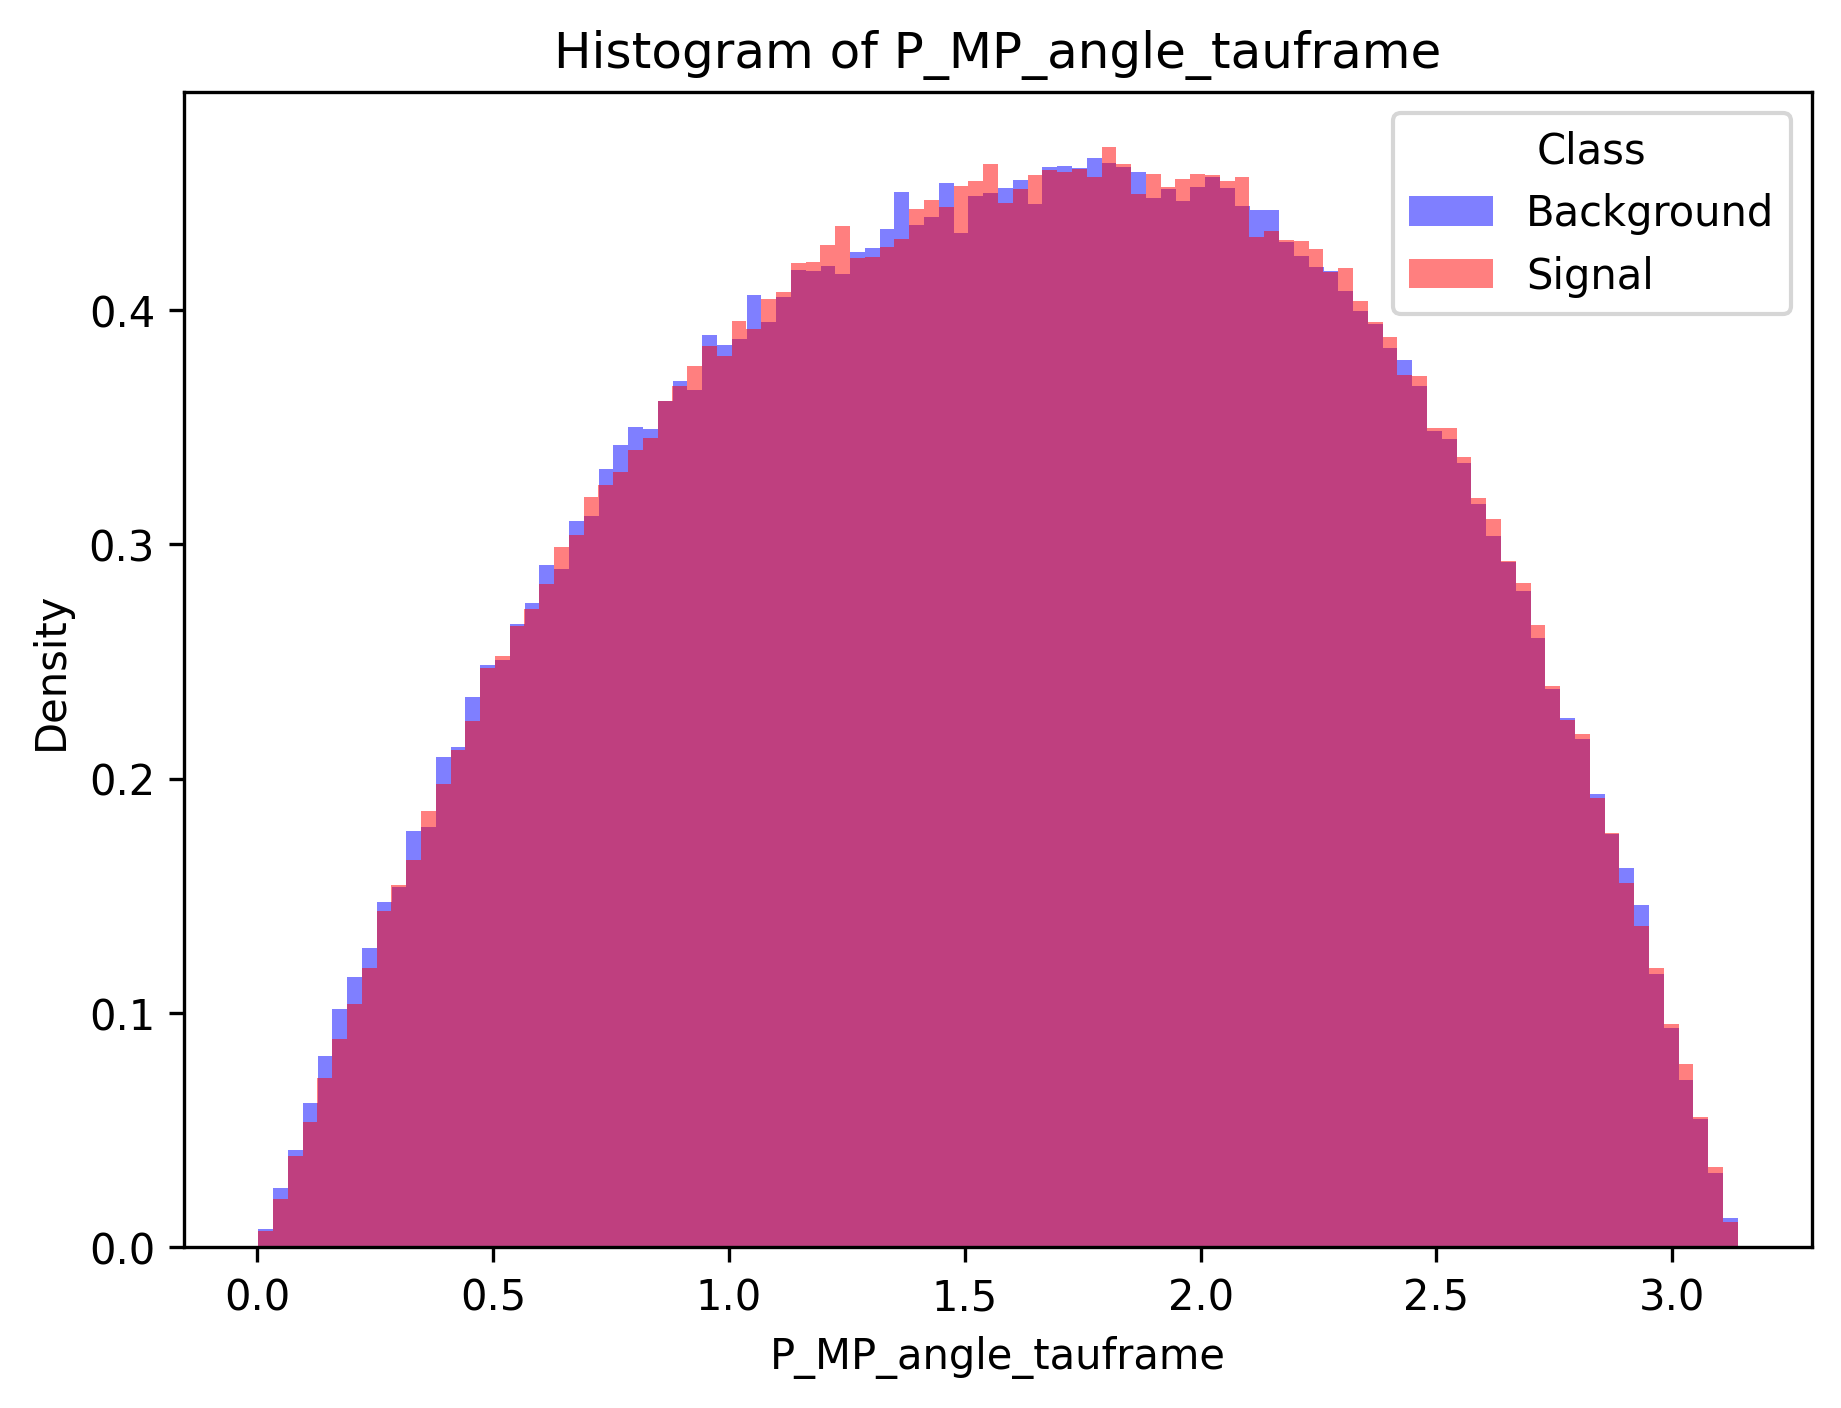 Histogram of P_MP_angle_tauframe
Class
Background
Signal
Density
0.4
0.3
0.2
0.1
0.0
0.0 0.5 1.0 1.5 2.0 2.5 3.0
P_MP_angle_tauframe